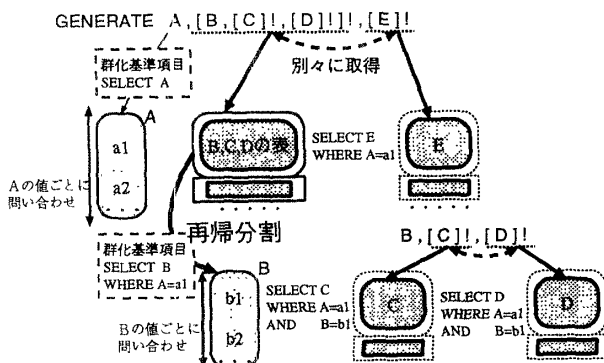 GENERATE A,[B,[C]!,[D]!]!,[E]!
別々に取得
群化基準項目
SELECT A
A
a1
a2
Aの値ごとに
問い合わせ
B,C,Dの表
SELECT E
WHERE A=a1
E
再帰分割
群化基準項目
SELECT B
WHERE A=a1
B,[C]!,[D]!
B
b1
b2
Bの値ごとに
問い合わせ
SELECT C
WHERE A=a1
AND B=b1
C
SELECT D
WHERE A=a1
AND B=b1
D